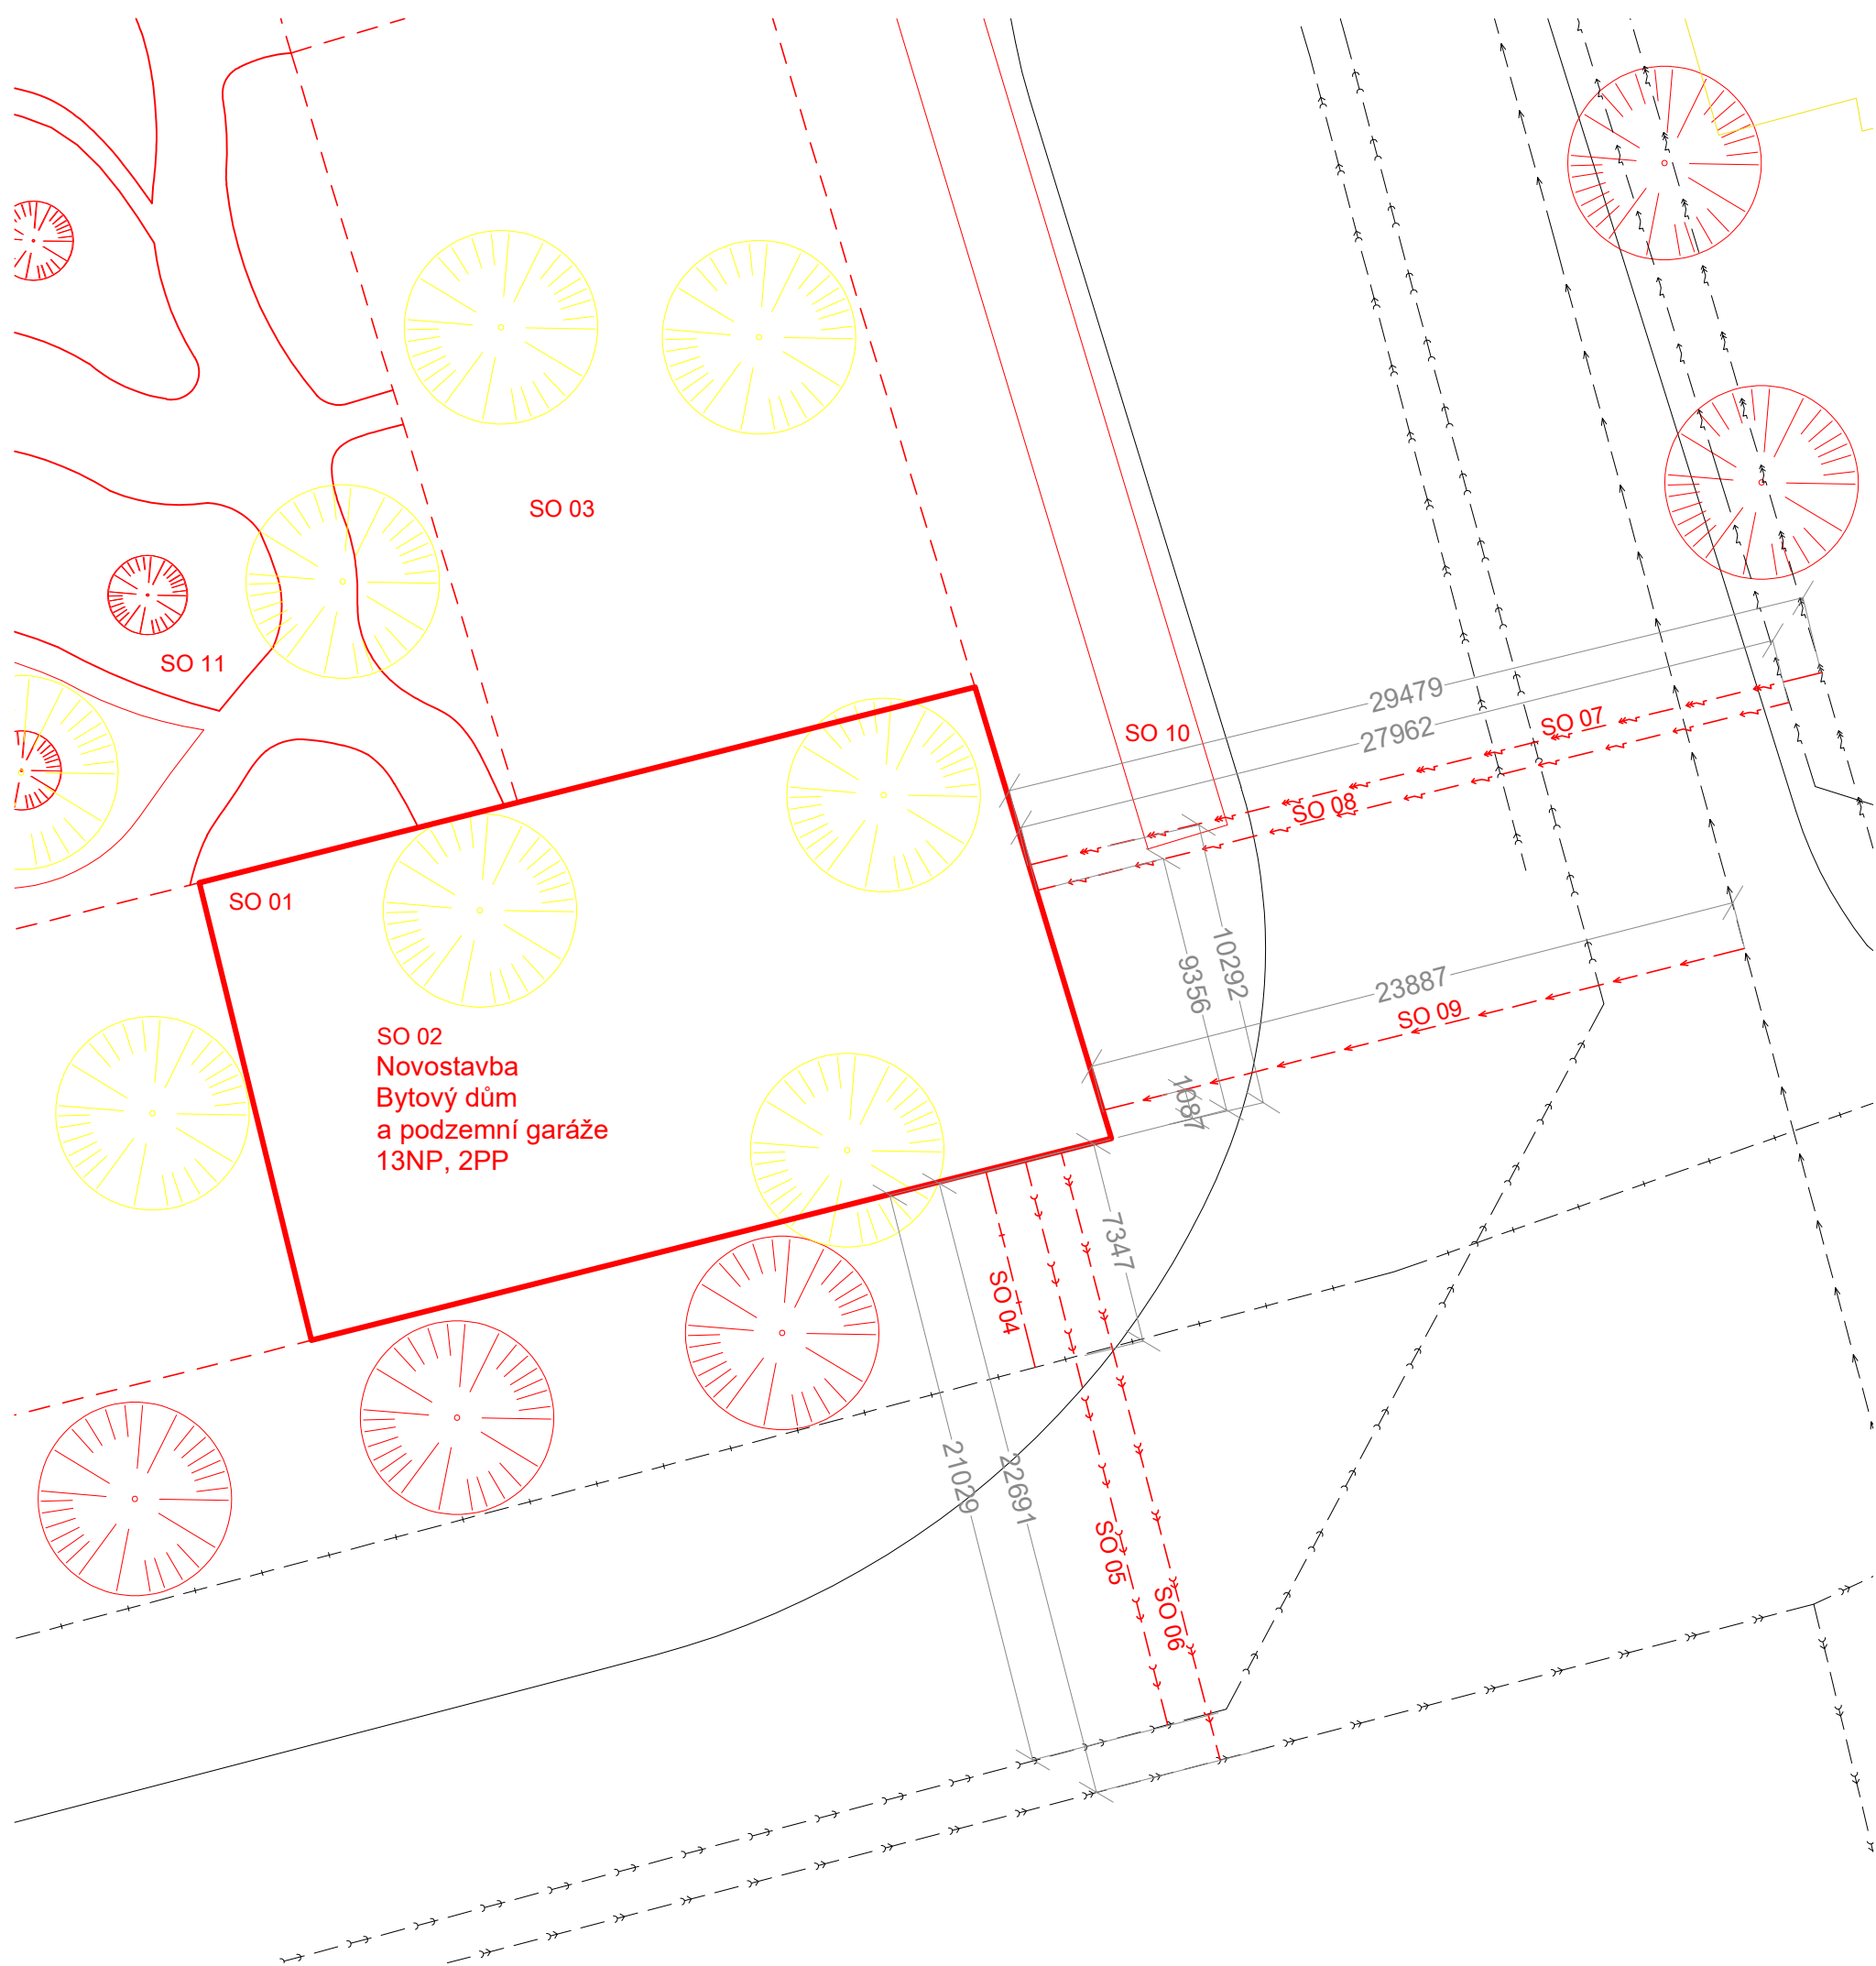 SO 03
SO 11
29479
SO 07
SO 10
27962
SO 08
SO 01
10292
9356
23887
SO 09
SO 02
Novostavba
Bytový dům
a podzemní garáže
13NP, 2PP
1087
7347
SO 04
21029
22691
SO 05
SO 06